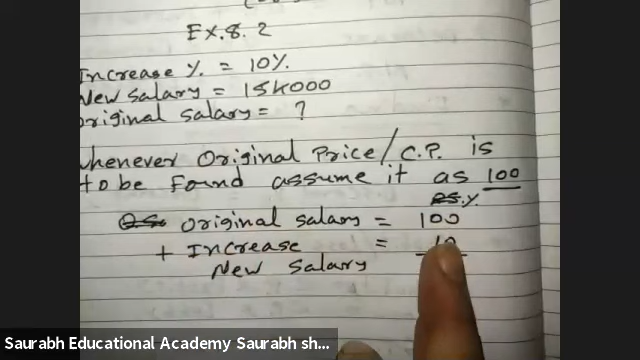 EX.8.2
Increase %. = 10%.
New Salary = 154000
original salary = ?
whenever original Price/C.P. is
to be found assume it as 100
%
original salary = 100
+ Increase = 10
New Salary
Saurabh Educational Academy Saurabh sh...